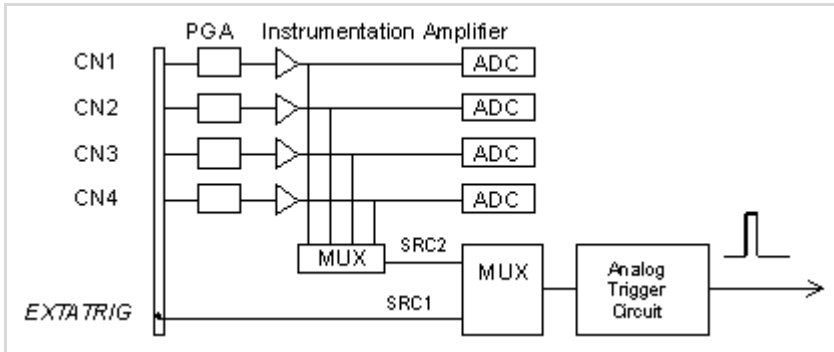 PGA Instrumentation Amplifier
CN1 ADC
CN2 ADC
CN3 ADC
CN4 ADC
MUX SRC2 MUX Analog
Trigger
Circuit
EXTATRIG SRC1